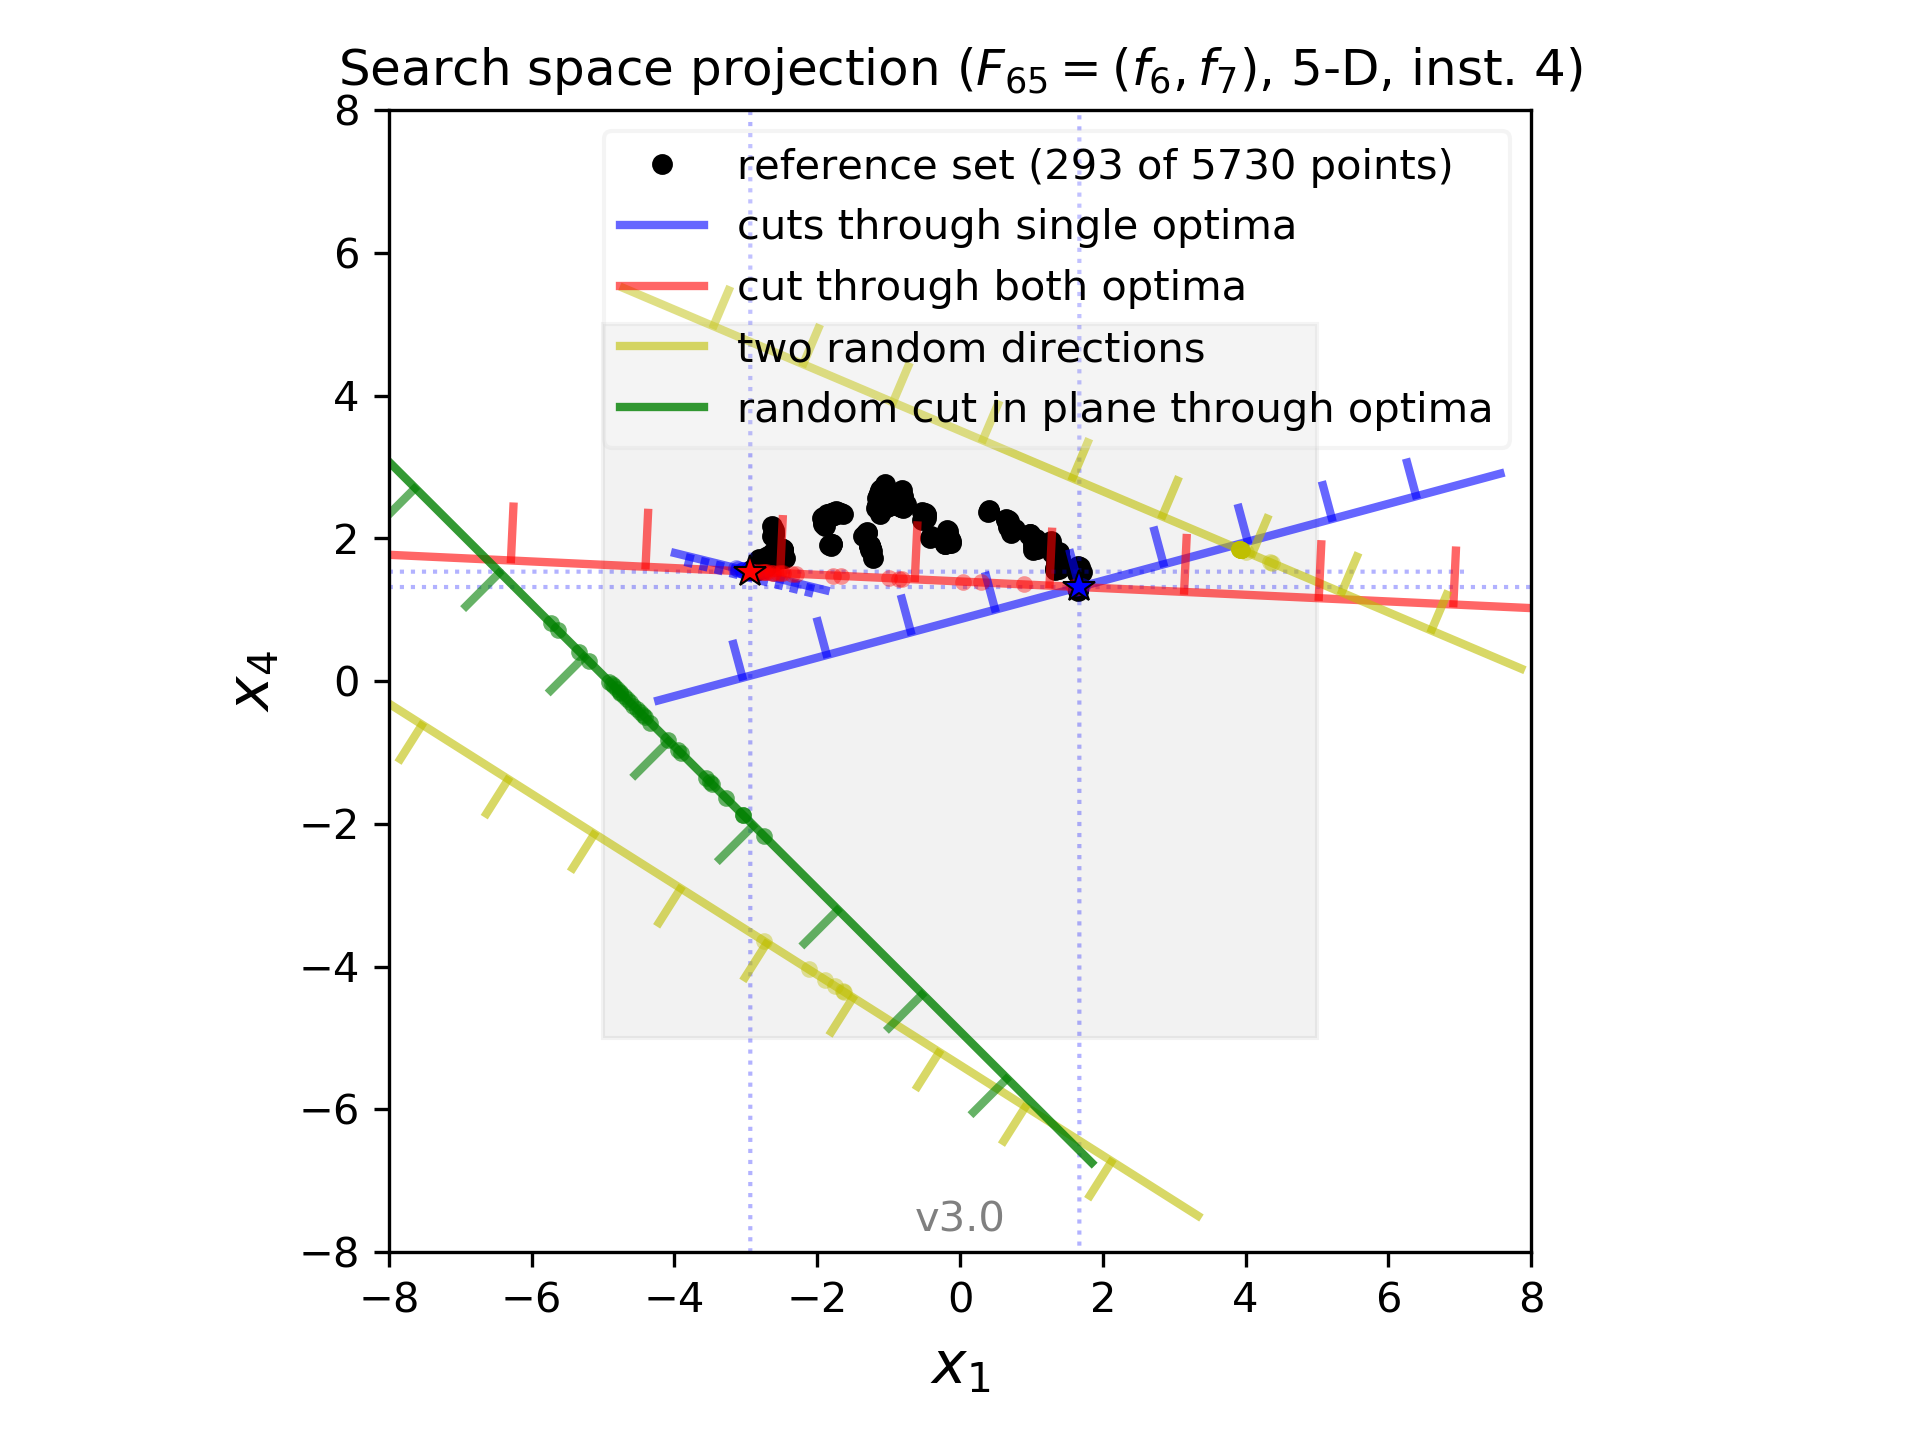 Search space projection (F₆₅ = (f₆, f₇), 5-D, inst. 4)
reference set (293 of 5730 points)
cuts through single optima
cut through both optima
two random directions
random cut in plane through optima
8
6
4
2
0
−2
−4
−6
−8
x₄
v3.0
−8 −6 −4 −2 0 2 4 6 8
x₁